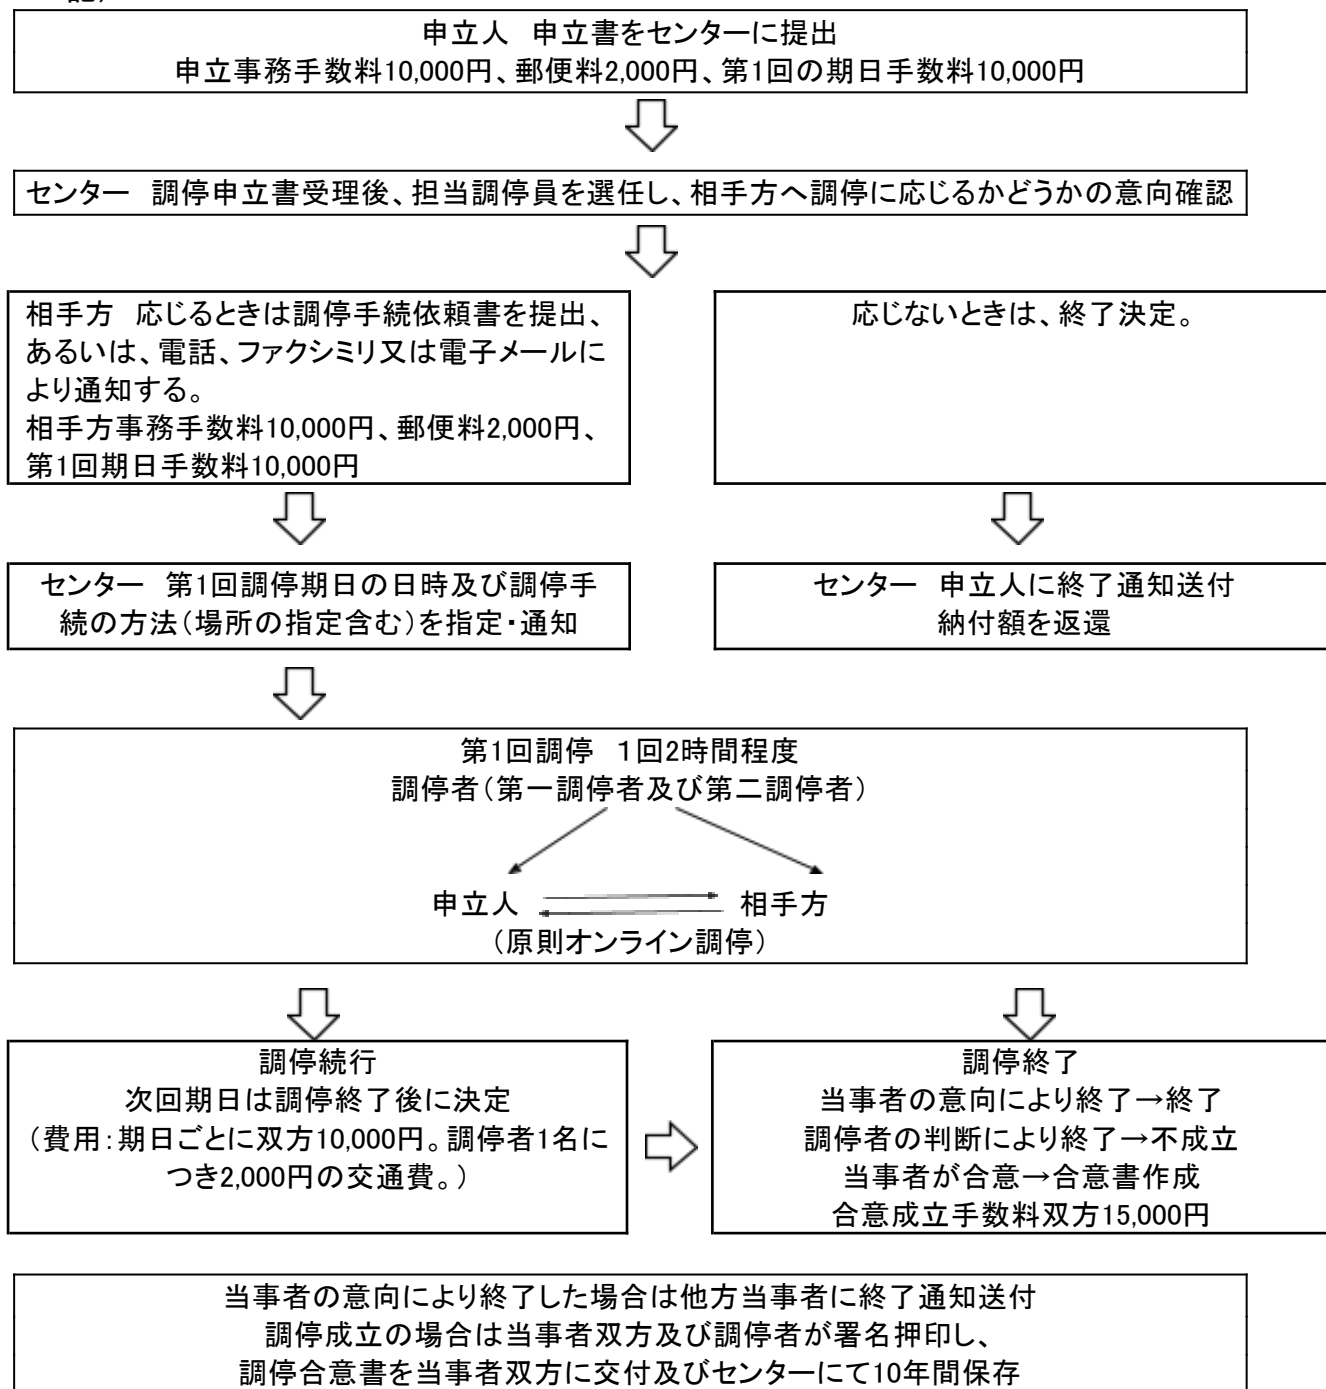 申立人　申立書をセンターに提出
申立事務手数料10,000円、郵便料2,000円、第1回の期日手数料10,000円
センター　調停申立書受理後、担当調停員を選任し、相手方へ調停に応じるかどうかの意向確認
相手方　応じるときは調停手続依頼書を提出、
あるいは、電話、ファクシミリ又は電子メールに
より通知する。
相手方事務手数料10,000円、郵便料2,000円、
第1回期日手数料10,000円
応じないときは、終了決定。
センター　第1回調停期日の日時及び調停手
続の方法（場所の指定含む）を指定・通知
センター　申立人に終了通知送付
納付額を返還
第1回調停　１回2時間程度
調停者（第一調停者及び第二調停者）
申立人　相手方
（原則オンライン調停）
調停続行
次回期日は調停終了後に決定
（費用：期日ごとに双方10,000円。調停者1名に
つき2,000円の交通費。）
調停終了
当事者の意向により終了→終了
調停者の判断により終了→不成立
当事者が合意→合意書作成
合意成立手数料双方15,000円
当事者の意向により終了した場合は他方当事者に終了通知送付
調停成立の場合は当事者双方及び調停者が署名押印し、
調停合意書を当事者双方に交付及びセンターにて10年間保存